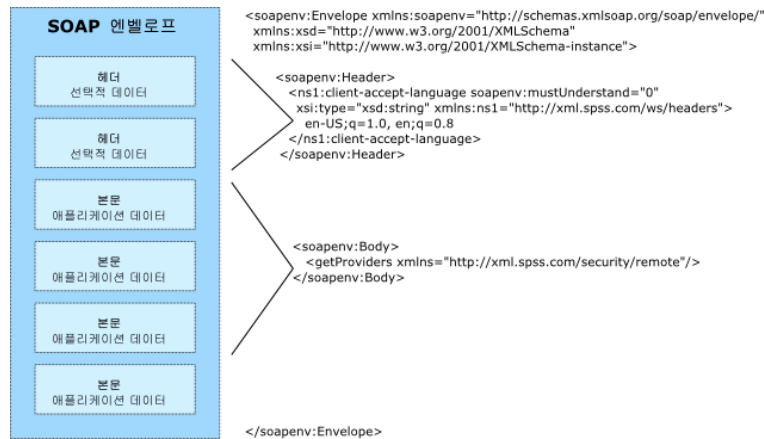 SOAP 엔벨로프
헤더
선택적 데이터
헤더
선택적 데이터
본문
애플리케이션 데이터
본문
애플리케이션 데이터
본문
애플리케이션 데이터
본문
애플리케이션 데이터
<soapenv:Envelope xmlns:soapenv="http://schemas.xmlsoap.org/soap/envelope/"
xmlns:xsd="http://www.w3.org/2001/XMLSchema"
xmlns:xsi="http://www.w3.org/2001/XMLSchema-instance">
<soapenv:Header>
<ns1:client-accept-language soapenv:mustUnderstand="0"
xsi:type="xsd:string" xmlns:ns1="http://xml.spss.com/ws/headers">
en-US;q=1.0, en;q=0.8
</ns1:client-accept-language>
</soapenv:Header>
<soapenv:Body>
<getProviders xmlns="http://xml.spss.com/security/remote"/>
</soapenv:Body>
</soapenv:Envelope>